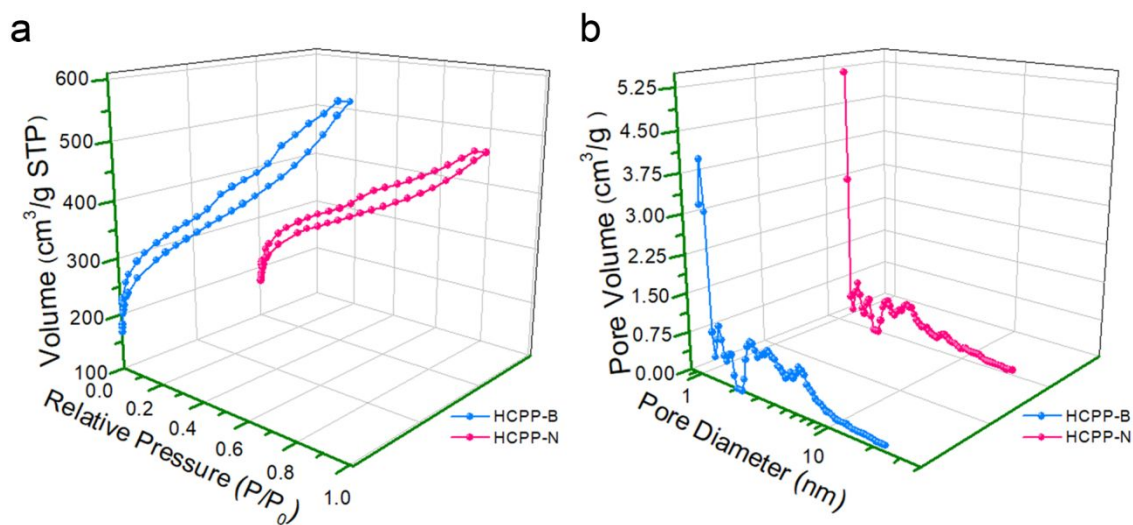 a
600
500
400
300
200
100
Volume (cm³/g STP)
0.0
0.2
0.4
0.6
0.8
1.0
Relative Pressure (P/P₀)
HCPP-B
HCPP-N
b
5.25
4.50
3.75
3.00
2.25
1.50
0.75
0.00
Pore Volume (cm³/g)
1
10
Pore Diameter (nm)
HCPP-B
HCPP-N